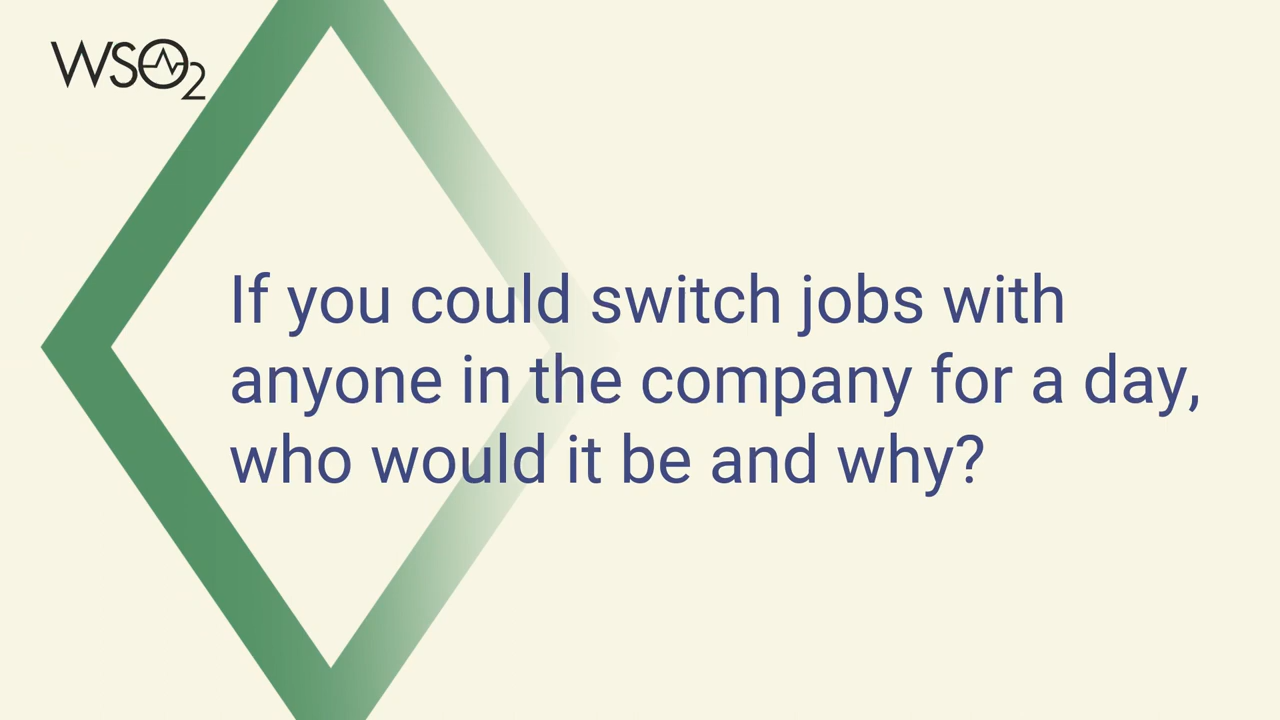 WSO2
If you could switch jobs with
anyone in the company for a day,
who would it be and why?